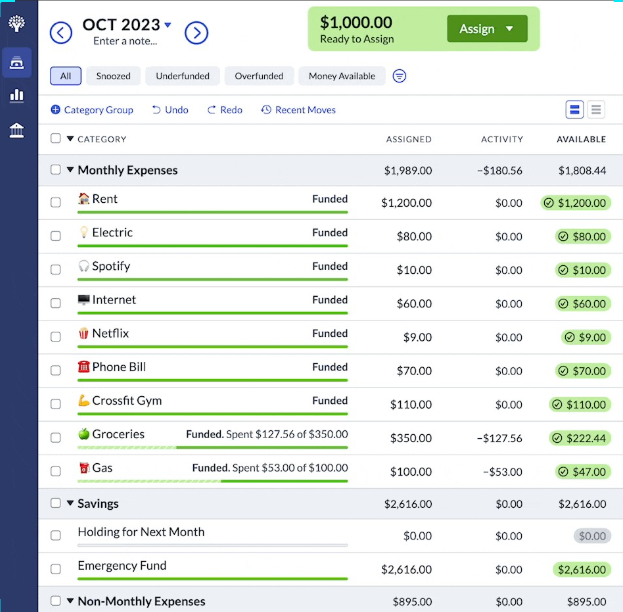 OCT 2023
Enter a note...
$1,000.00
Ready to Assign
Assign
All Snoozed Underfunded Overfunded Money Available
Category Group Undo Redo Recent Moves
CATEGORY ASSIGNED ACTIVITY AVAILABLE
Monthly Expenses $1,989.00 −$180.56 $1,808.44
Rent Funded $1,200.00 $0.00 $1,200.00
Electric Funded $80.00 $0.00 $80.00
Spotify Funded $10.00 $0.00 $10.00
Internet Funded $60.00 $0.00 $60.00
Netflix Funded $9.00 $0.00 $9.00
Phone Bill Funded $70.00 $0.00 $70.00
Crossfit Gym Funded $110.00 $0.00 $110.00
Groceries Funded. Spent $127.56 of $350.00 $350.00 −$127.56 $222.44
Gas Funded. Spent $53.00 of $100.00 $100.00 −$53.00 $47.00
Savings $2,616.00 $0.00 $2,616.00
Holding for Next Month $0.00 $0.00 $0.00
Emergency Fund $2,616.00 $0.00 $2,616.00
Non-Monthly Expenses $895.00 $0.00 $895.00